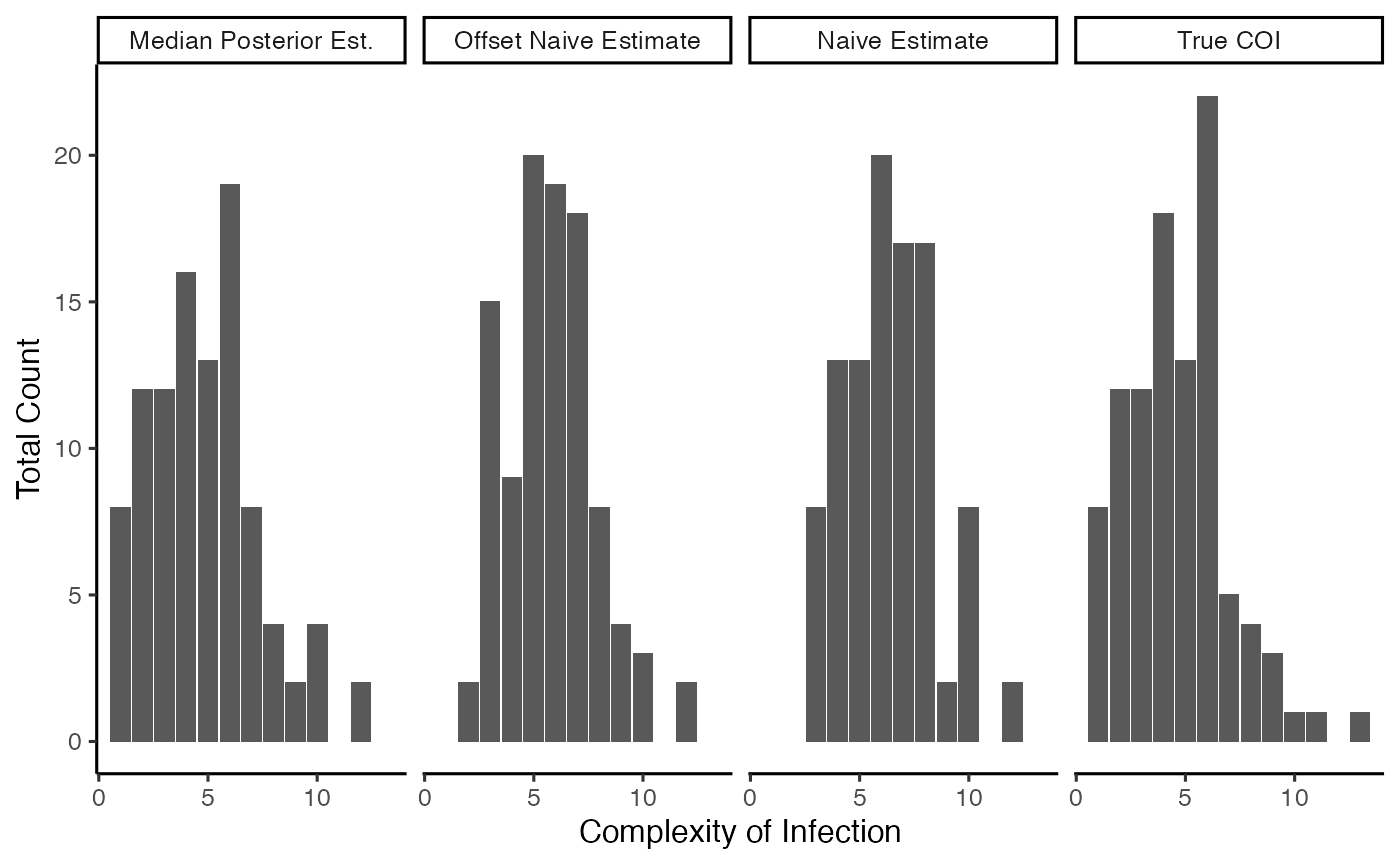 Median Posterior Est.
Offset Naive Estimate
Naive Estimate
True COI
Total Count
20
15
10
5
0
0 5 10
0 5 10
0 5 10
0 5 10
Complexity of Infection